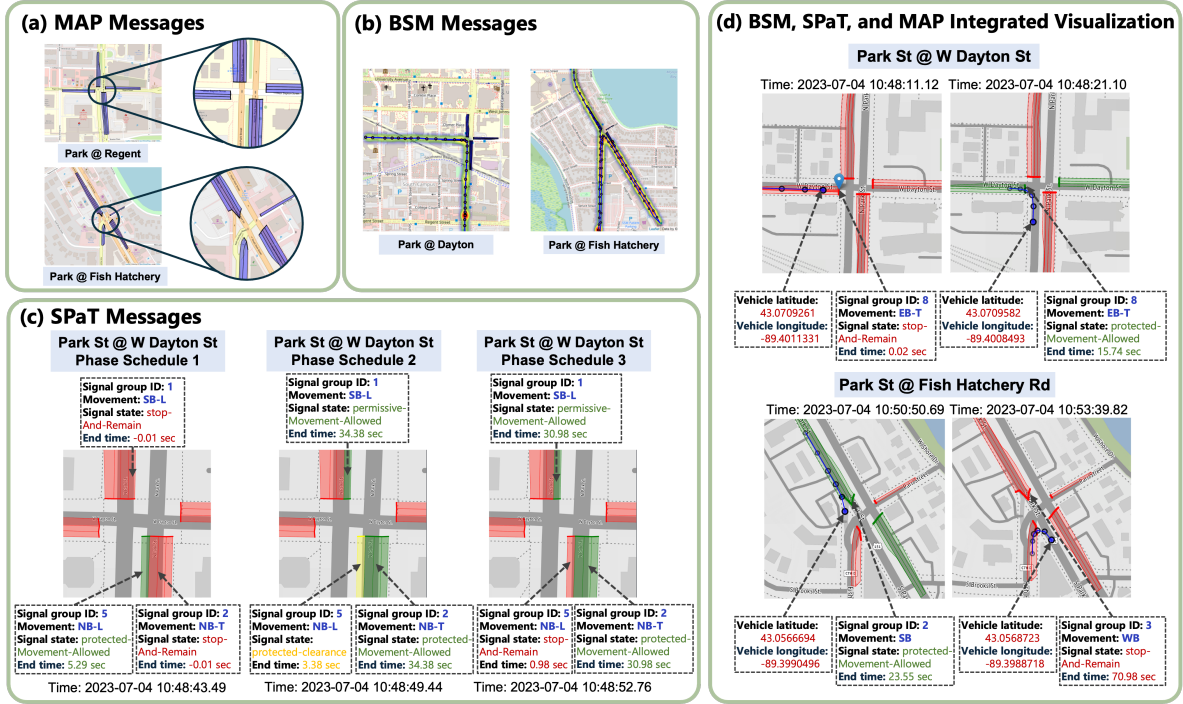 (a) MAP Messages
Park @ Regent
Park @ Fish Hatchery
(b) BSM Messages
Park @ Dayton
Park @ Fish Hatchery
(c) SPaT Messages
Park St @ W Dayton St
Phase Schedule 1
Signal group ID: 1
Movement: SB-L
Signal state: stop-
And-Remain
End time: -0.01 sec
Signal group ID: 5
Movement: NB-L
Signal state: protected-
Movement-Allowed
End time: 5.29 sec
Signal group ID: 2
Movement: NB-T
Signal state: stop-
And-Remain
End time: -0.01 sec
Time: 2023-07-04 10:48:43.49
Park St @ W Dayton St
Phase Schedule 2
Signal group ID: 1
Movement: SB-L
Signal state: permissive-
Movement-Allowed
End time: 34.38 sec
Signal group ID: 5
Movement: NB-L
Signal state:
protected-clearance
End time: 3.38 sec
Signal group ID: 2
Movement: NB-T
Signal state: protected-
Movement-Allowed
End time: 34.38 sec
Time: 2023-07-04 10:48:49.44
Park St @ W Dayton St
Phase Schedule 3
Signal group ID: 1
Movement: SB-L
Signal state: permissive-
Movement-Allowed
End time: 30.98 sec
Signal group ID: 5
Movement: NB-L
Signal state: stop-
And-Remain
End time: 0.98 sec
Signal group ID: 2
Movement: NB-T
Signal state: protected-
Movement-Allowed
End time: 30.98 sec
Time: 2023-07-04 10:48:52.76
(d) BSM, SPaT, and MAP Integrated Visualization
Park St @ W Dayton St
Time: 2023-07-04 10:48:11.12
Time: 2023-07-04 10:48:21.10
W Dayton St.
Vehicle latitude:
43.0709261
Vehicle longitude:
-89.4011331
Signal group ID: 8
Movement: EB-T
Signal state: stop-
And-Remain
End time: 0.02 sec
Vehicle latitude:
43.0709582
Vehicle longitude:
-89.4008493
Signal group ID: 8
Movement: EB-T
Signal state: protected-
Movement-Allowed
End time: 15.74 sec
Park St @ Fish Hatchery Rd
Time: 2023-07-04 10:50:50.69
Time: 2023-07-04 10:53:39.82
Vehicle latitude:
43.0566694
Vehicle longitude:
-89.3990496
Signal group ID: 2
Movement: SB
Signal state: protected-
Movement-Allowed
End time: 23.55 sec
Vehicle latitude:
43.0568723
Vehicle longitude:
-89.3988718
Signal group ID: 3
Movement: WB
Signal state: stop-
And-Remain
End time: 70.98 sec